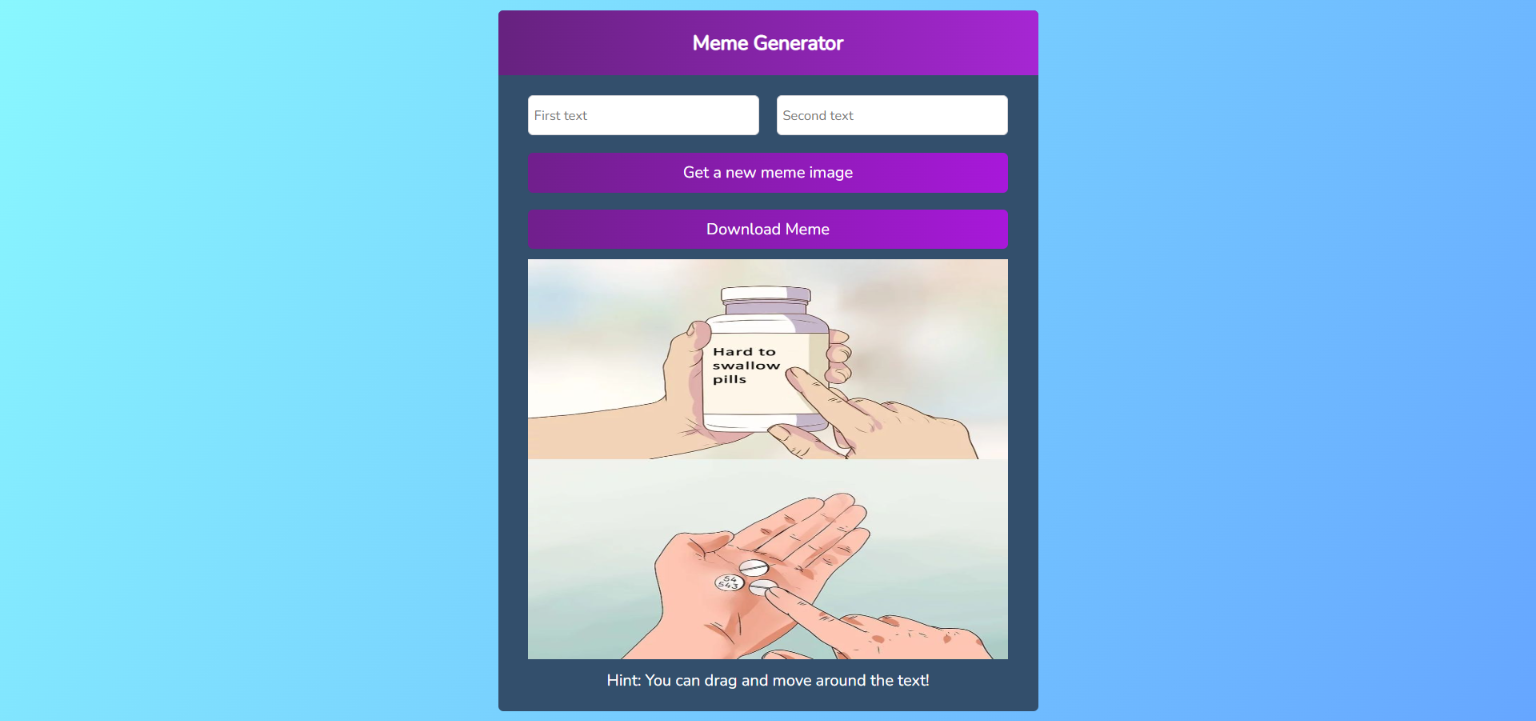 Meme Generator
First text
Second text
Get a new meme image
Download Meme
Hard to
swallow
pills
54
543
Hint: You can drag and move around the text!